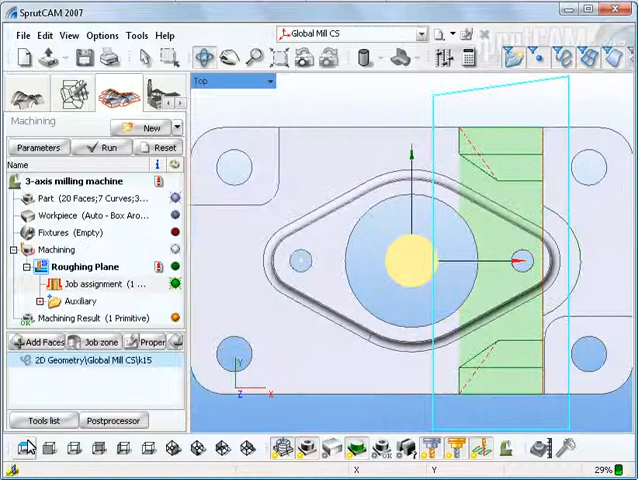 SprutCAM 2007
File Edit View Options Tools Help
Global Mill CS
Top
Machining
New
Parameters Run Reset
Name
3-axis milling machine
Part (20 Faces;7 Curves;3...
Workpiece (Auto - Box Aro...
Fixtures (Empty)
Machining
Roughing Plane
Job assignment (1 ...
Auxiliary
Machining Result (1 Primitive)
Add Faces Job zone Proper
2D Geometry\Global Mill CS\k15
Y
Z X
Tools list Postprocessor
X Y 29%